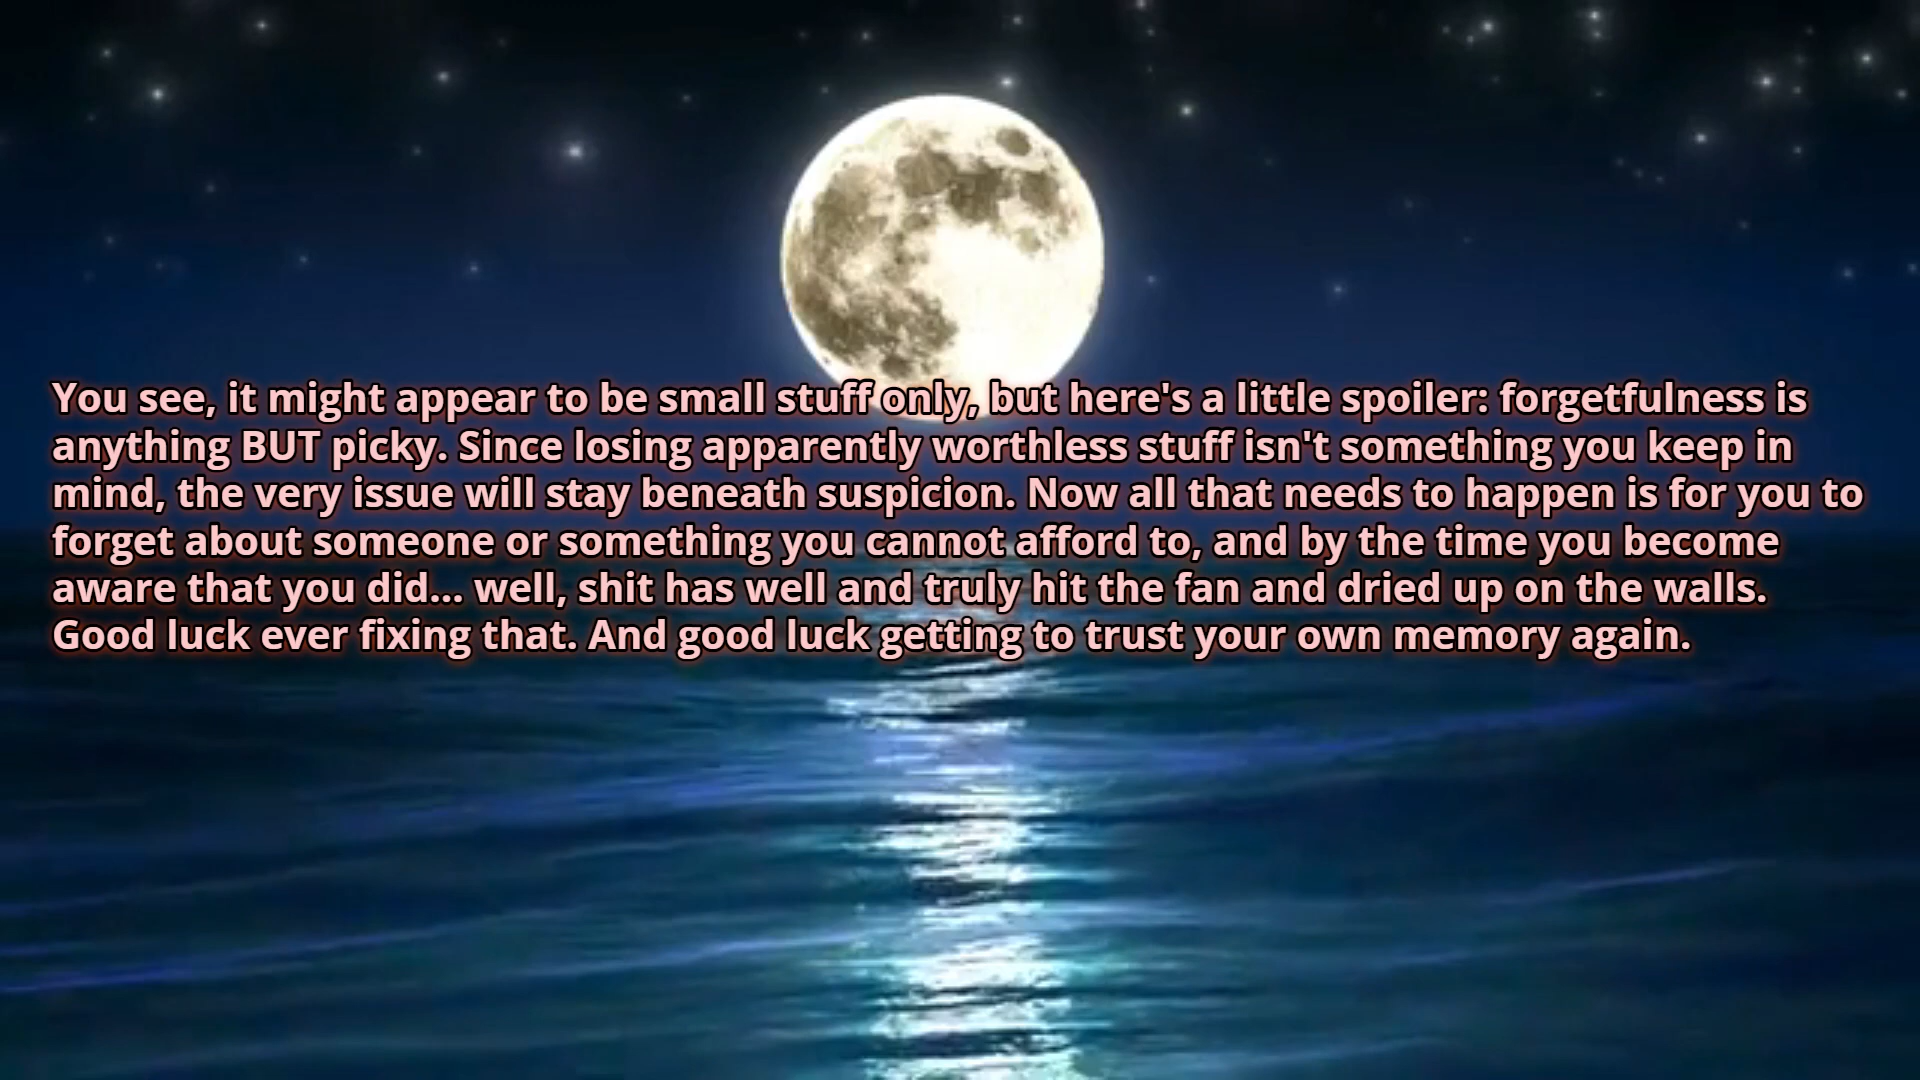 You see, it might appear to be small stuff only, but here's a little spoiler: forgetfulness is
anything BUT picky. Since losing apparently worthless stuff isn't something you keep in
mind, the very issue will stay beneath suspicion. Now all that needs to happen is for you to
forget about someone or something you cannot afford to, and by the time you become
aware that you did... well, shit has well and truly hit the fan and dried up on the walls.
Good luck ever fixing that. And good luck getting to trust your own memory again.